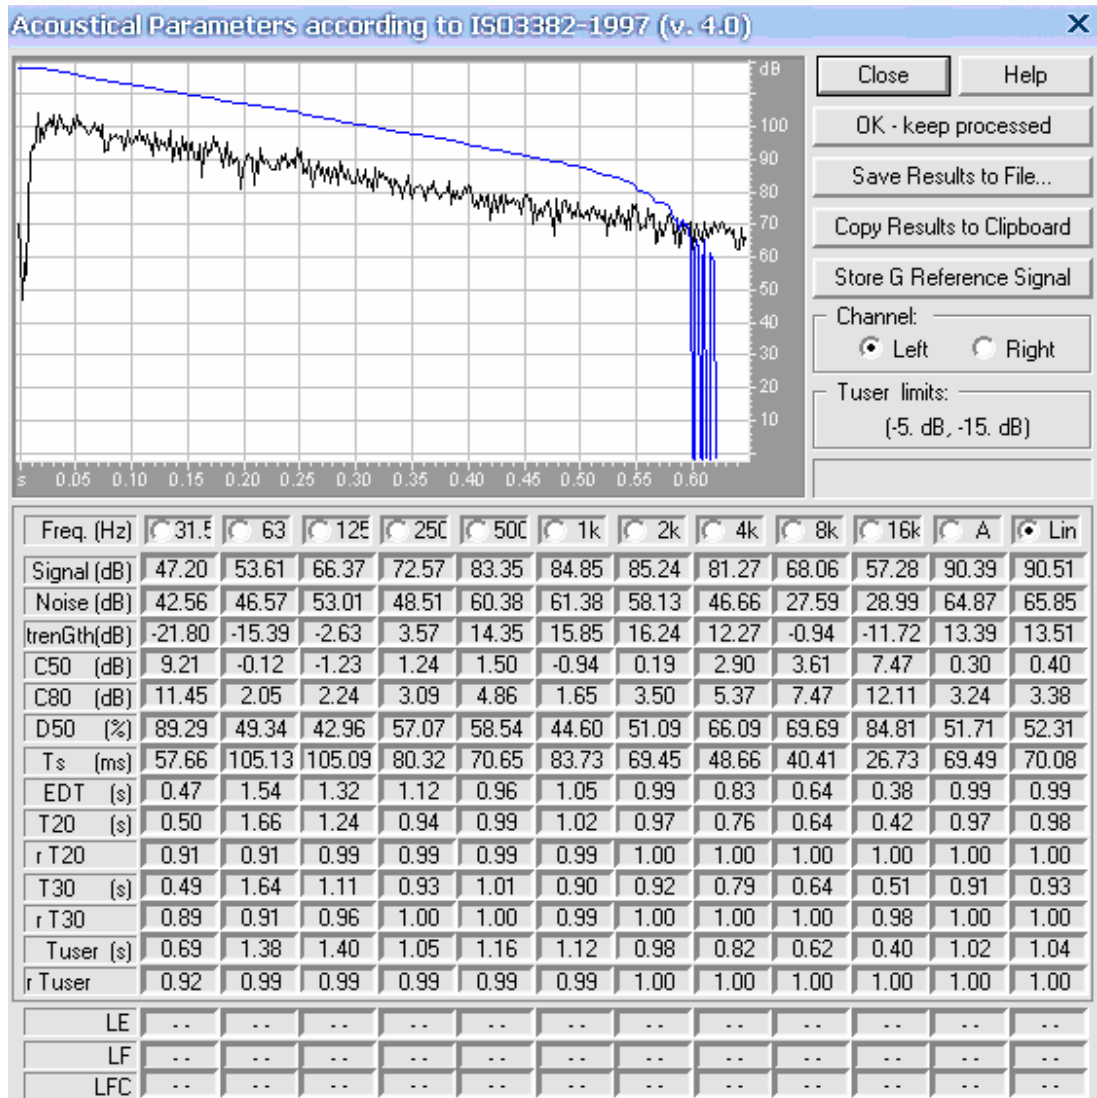 Acoustical Parameters according to ISO3382-1997 (v. 4.0)
dB
100
90
80
70
60
50
40
30
20
10
s 0.05 0.10 0.15 0.20 0.25 0.30 0.35 0.40 0.45 0.50 0.55 0.60
Close Help
OK - keep processed
Save Results to File...
Copy Results to Clipboard
Store G Reference Signal
Channel:
Left Right
Tuser limits:
(-5. dB, -15. dB)
Freq. (Hz) 31.5 63 125 250 500 1k 2k 4k 8k 16k A Lin
Signal (dB) 47.20 53.61 66.37 72.57 83.35 84.85 85.24 81.27 68.06 57.28 90.39 90.51
Noise (dB) 42.56 46.57 53.01 48.51 60.38 61.38 58.13 46.66 27.59 28.99 64.87 65.85
trenGth(dB) -21.80 -15.39 -2.63 3.57 14.35 15.85 16.24 12.27 -0.94 -11.72 13.39 13.51
C50 (dB) 9.21 -0.12 -1.23 1.24 1.50 -0.94 0.19 2.90 3.61 7.47 0.30 0.40
C80 (dB) 11.45 2.05 2.24 3.09 4.86 1.65 3.50 5.37 7.47 12.11 3.24 3.38
D50 (%) 89.29 49.34 42.96 57.07 58.54 44.60 51.09 66.09 69.69 84.81 51.71 52.31
Ts (ms) 57.66 105.13 105.09 80.32 70.65 83.73 69.45 48.66 40.41 26.73 69.49 70.08
EDT (s) 0.47 1.54 1.32 1.12 0.96 1.05 0.99 0.83 0.64 0.38 0.99 0.99
T20 (s) 0.50 1.66 1.24 0.94 0.99 1.02 0.97 0.76 0.64 0.42 0.97 0.98
r T20 0.91 0.91 0.99 0.99 0.99 0.99 1.00 1.00 1.00 1.00 1.00 1.00
T30 (s) 0.49 1.64 1.11 0.93 1.01 0.90 0.92 0.79 0.64 0.51 0.91 0.93
r T30 0.89 0.91 0.96 1.00 1.00 0.99 1.00 1.00 1.00 0.98 1.00 1.00
Tuser (s) 0.69 1.38 1.40 1.05 1.16 1.12 0.98 0.82 0.62 0.40 1.02 1.04
r Tuser 0.92 0.99 0.99 0.99 0.99 0.99 1.00 1.00 1.00 1.00 1.00 1.00
LE -- -- -- -- -- -- -- -- -- -- -- --
LF -- -- -- -- -- -- -- -- -- -- -- --
LFC -- -- -- -- -- -- -- -- -- -- -- --